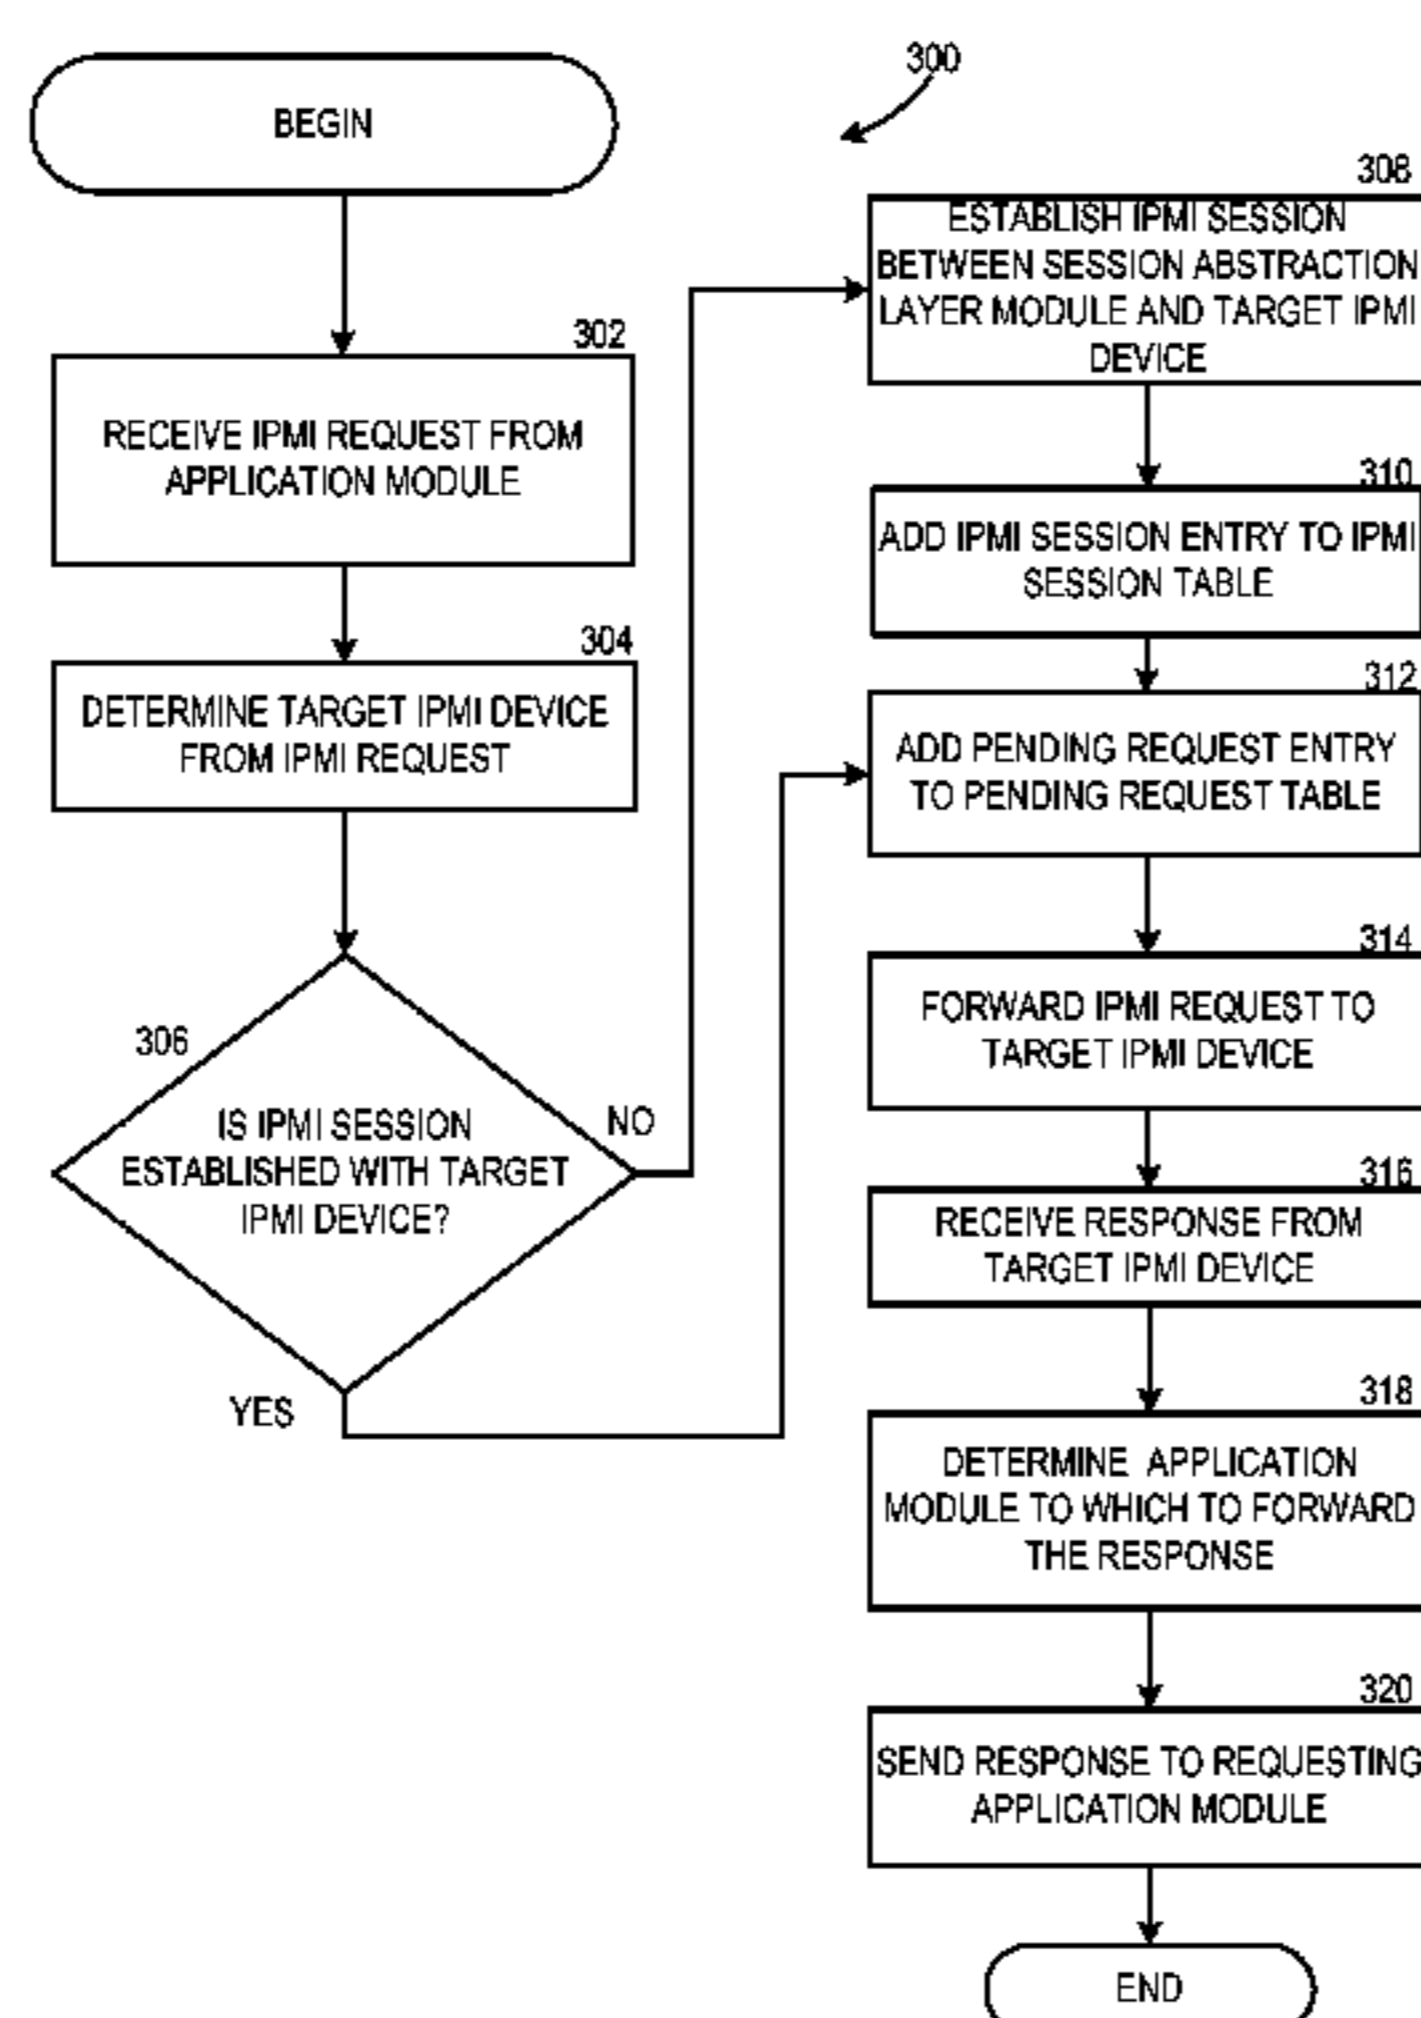 BEGIN
300
302
RECEIVE IPMI REQUEST FROM
APPLICATION MODULE
304
DETERMINE TARGET IPMI DEVICE
FROM IPMI REQUEST
306
IS IPMI SESSION
ESTABLISHED WITH TARGET
IPMI DEVICE?
NO
YES
308
ESTABLISH IPMI SESSION
BETWEEN SESSION ABSTRACTION
LAYER MODULE AND TARGET IPMI
DEVICE
310
ADD IPMI SESSION ENTRY TO IPMI
SESSION TABLE
312
ADD PENDING REQUEST ENTRY
TO PENDING REQUEST TABLE
314
FORWARD IPMI REQUEST TO
TARGET IPMI DEVICE
316
RECEIVE RESPONSE FROM
TARGET IPMI DEVICE
318
DETERMINE APPLICATION
MODULE TO WHICH TO FORWARD
THE RESPONSE
320
SEND RESPONSE TO REQUESTING
APPLICATION MODULE
END